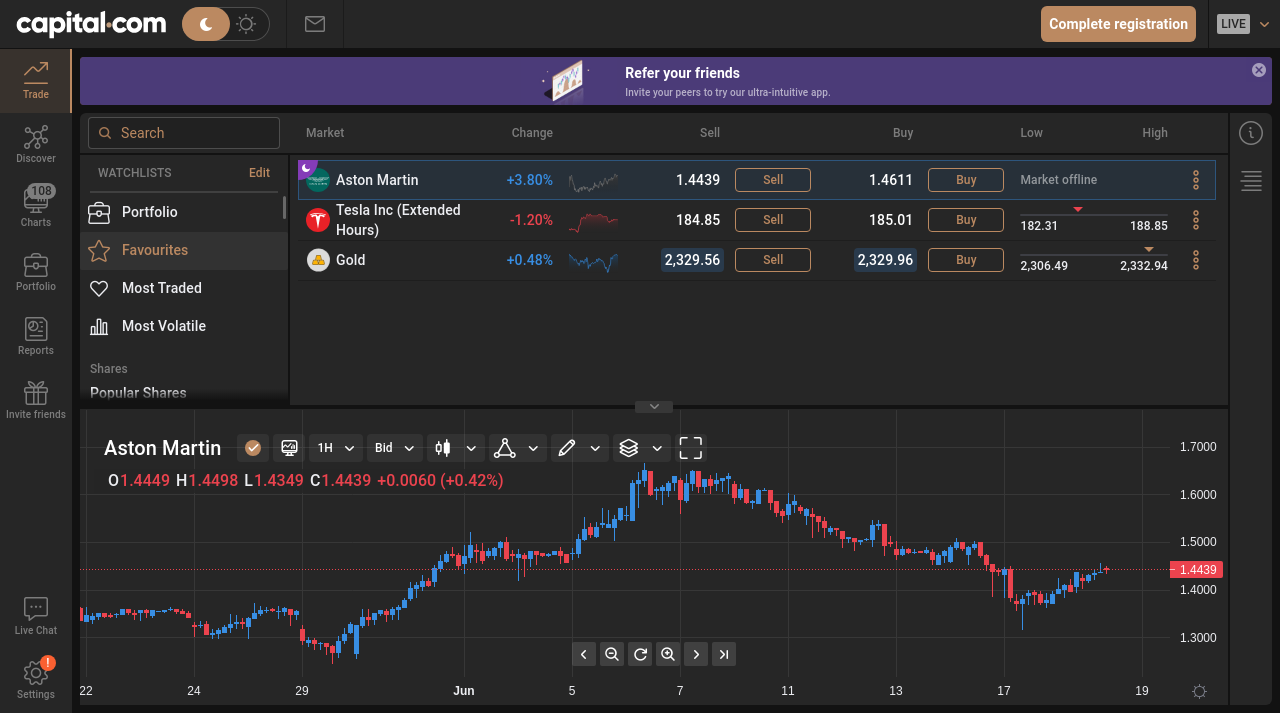 capital.com
Complete registration
LIVE
Trade
Discover
108
Charts
Portfolio
Reports
Invite friends
Live Chat
!
Settings
Refer your friends
Invite your peers to try our ultra-intuitive app.
Search
Market Change Sell Buy Low High
WATCHLISTS Edit
Portfolio
Favourites
Most Traded
Most Volatile
Shares
Popular Shares
Aston Martin +3.80% 1.4439 Sell 1.4611 Buy Market offline
Tesla Inc (Extended
Hours) -1.20% 184.85 Sell 185.01 Buy 182.31 188.85
Gold +0.48% 2,329.56 Sell 2,329.96 Buy 2,306.49 2,332.94
Aston Martin 1H Bid
O1.4449 H1.4498 L1.4349 C1.4439 +0.0060 (+0.42%)
1.7000
1.6000
1.5000
1.4439
1.4000
1.3000
22 24 29 Jun 5 7 11 13 17 19